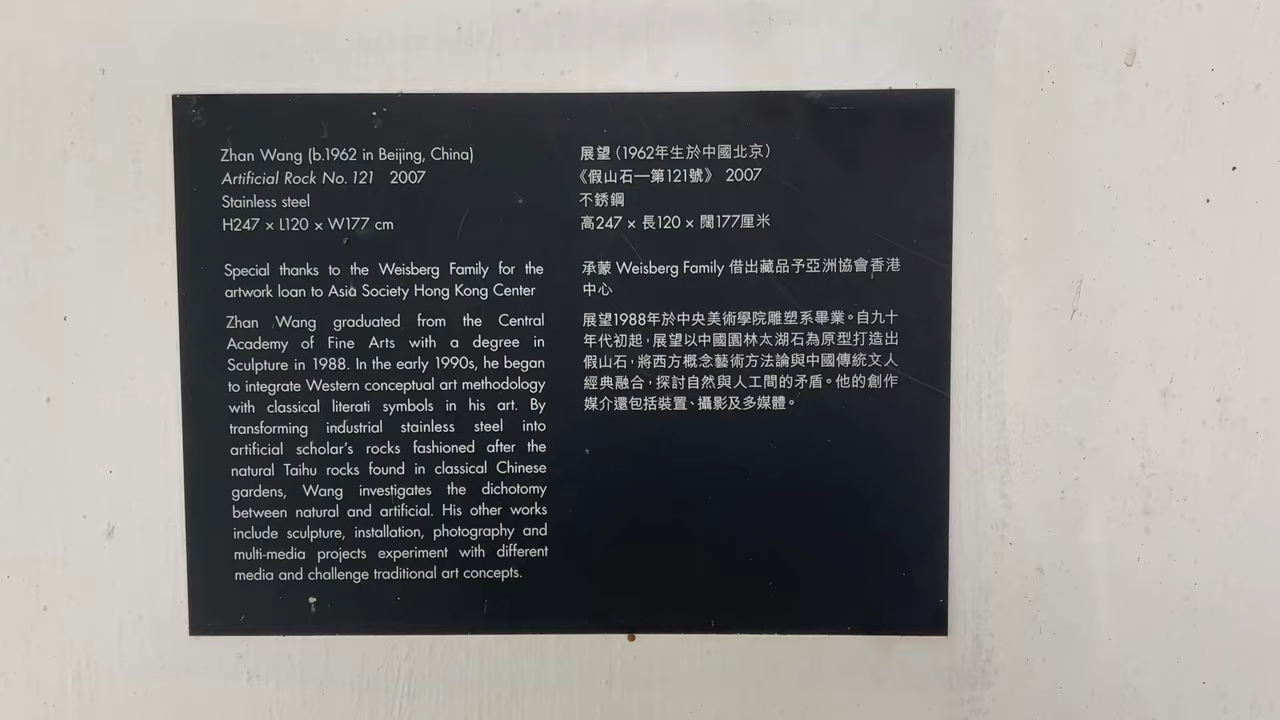 Zhan Wang (b.1962 in Beijing, China)
Artificial Rock No. 121 2007
Stainless steel
H247 × L120 × W177 cm
Special thanks to the Weisberg Family for the
artwork loan to Asia Society Hong Kong Center
Zhan Wang graduated from the Central
Academy of Fine Arts with a degree in
Sculpture in 1988. In the early 1990s, he began
to integrate Western conceptual art methodology
with classical literati symbols in his art. By
transforming industrial stainless steel into
artificial scholar's rocks fashioned after the
natural Taihu rocks found in classical Chinese
gardens, Wang investigates the dichotomy
between natural and artificial. His other works
include sculpture, installation, photography and
multi-media projects experiment with different
media and challenge traditional art concepts.
展望（1962年生於中國北京）
《假山石—第121號》 2007
不銹鋼
高247 × 長120 × 闊177厘米
承蒙 Weisberg Family 借出藏品予亞洲協會香港
中心
展望1988年於中央美術學院雕塑系畢業。自九十
年代初起，展望以中國園林太湖石為原型打造出
假山石，將西方概念藝術方法論與中國傳統文人
經典融合，探討自然與人工間的矛盾。他的創作
媒介還包括裝置、攝影及多媒體。